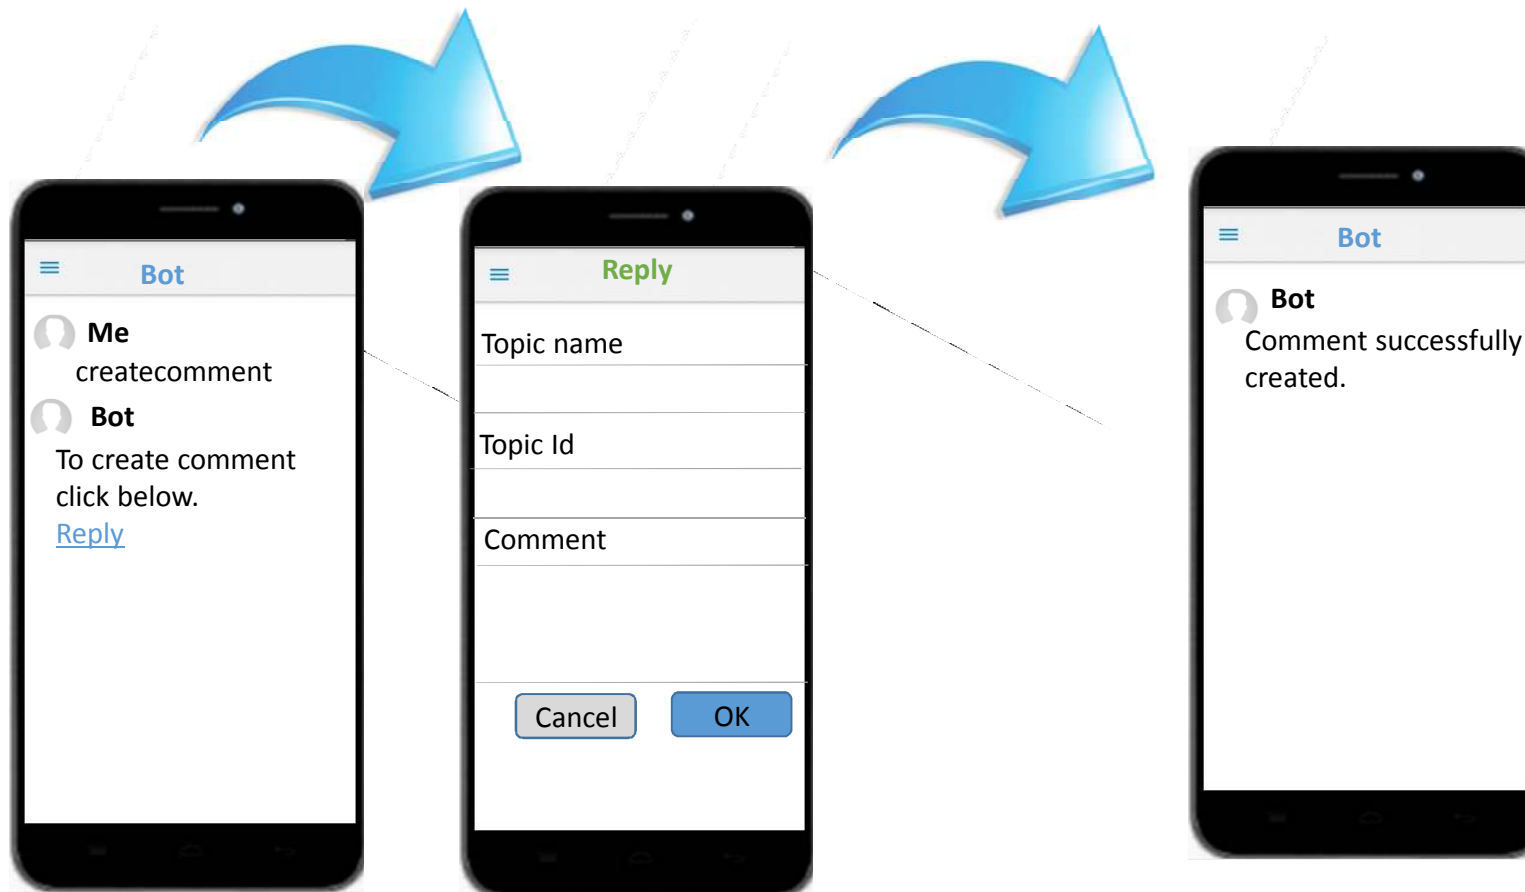 Bot
Me
createcomment
Bot
To create comment
click below.
Reply
Reply
Topic name
Topic Id
Comment
Cancel
OK
Bot
Bot
Comment successfully
created.